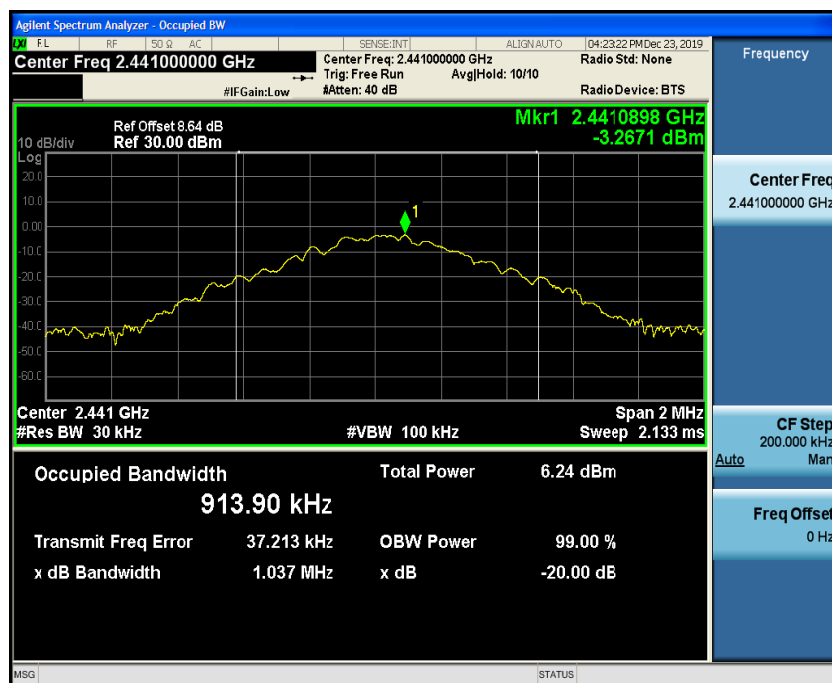 Agilent Spectrum Analyzer - Occupied BW
LXI RL RF 50 Ω AC SENSE:INT ALIGNAUTO 04:23:22 PM Dec 23, 2019
Center Freq 2.441000000 GHz
Center Freq: 2.441000000 GHz
Radio Std: None
Trig: Free Run Avg|Hold: 10/10
#IFGain:Low
#Atten: 40 dB
Radio Device: BTS
Frequency
Mkr1 2.4410898 GHz
-3.2671 dBm
Ref Offset 8.64 dB
10 dB/div Ref 30.00 dBm
Log
20.0
10.0
0.00
-10.0
-20.0
-30.0
-40.0
-50.0
-60.0
1
Center 2.441 GHz Span 2 MHz
#Res BW 30 kHz #VBW 100 kHz Sweep 2.133 ms
Center Freq
2.441000000 GHz
CF Step
200.000 kHz
Auto Man
Freq Offset
0 Hz
Occupied Bandwidth Total Power 6.24 dBm
913.90 kHz
Transmit Freq Error 37.213 kHz OBW Power 99.00 %
x dB Bandwidth 1.037 MHz x dB -20.00 dB
MSG STATUS